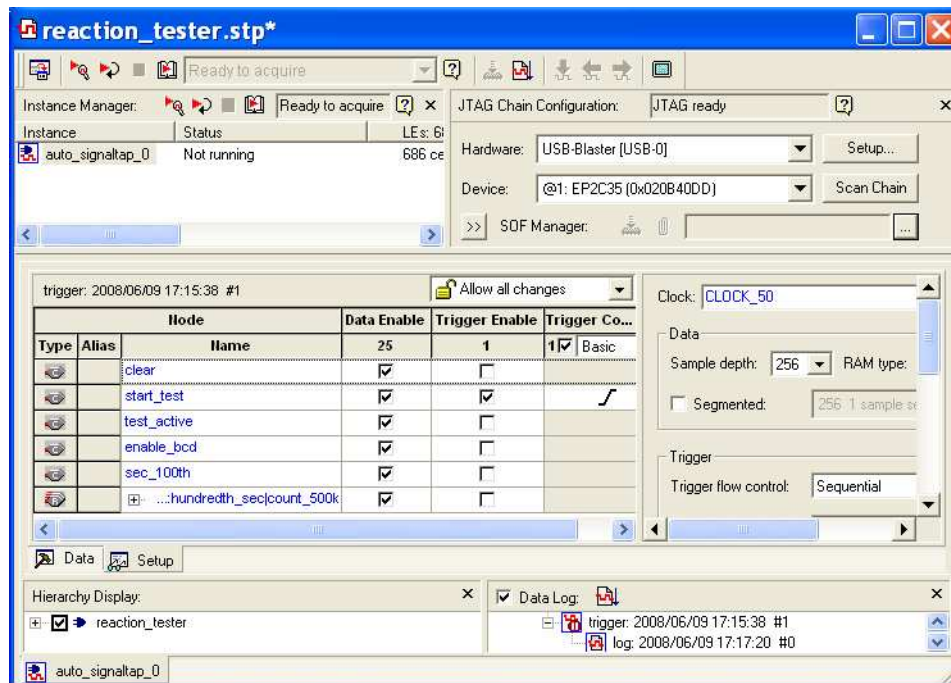 reaction_tester.stp*
Ready to acquire
Instance Manager:
Ready to acquire
Instance Status LEs: 68
auto_signaltap_0 Not running 686 ce
JTAG Chain Configuration: JTAG ready
Hardware: USB-Blaster [USB-0] Setup...
Device: @1: EP2C35 (0x020B40DD) Scan Chain
>> SOF Manager: ...
trigger: 2008/06/09 17:15:38 #1 Allow all changes
Node Data Enable Trigger Enable Trigger Co...
Type Alias Name 25 1 1 Basic
clear
start_test
test_active
enable_bcd
sec_100th
...:hundredth_sec|count_500k
Clock: CLOCK_50
Data
Sample depth: 256 RAM type:
Segmented: 256 1 sample se
Trigger
Trigger flow control: Sequential
Data Setup
Hierarchy Display:
reaction_tester
Data Log:
trigger: 2008/06/09 17:15:38 #1
log: 2008/06/09 17:17:20 #0
auto_signaltap_0